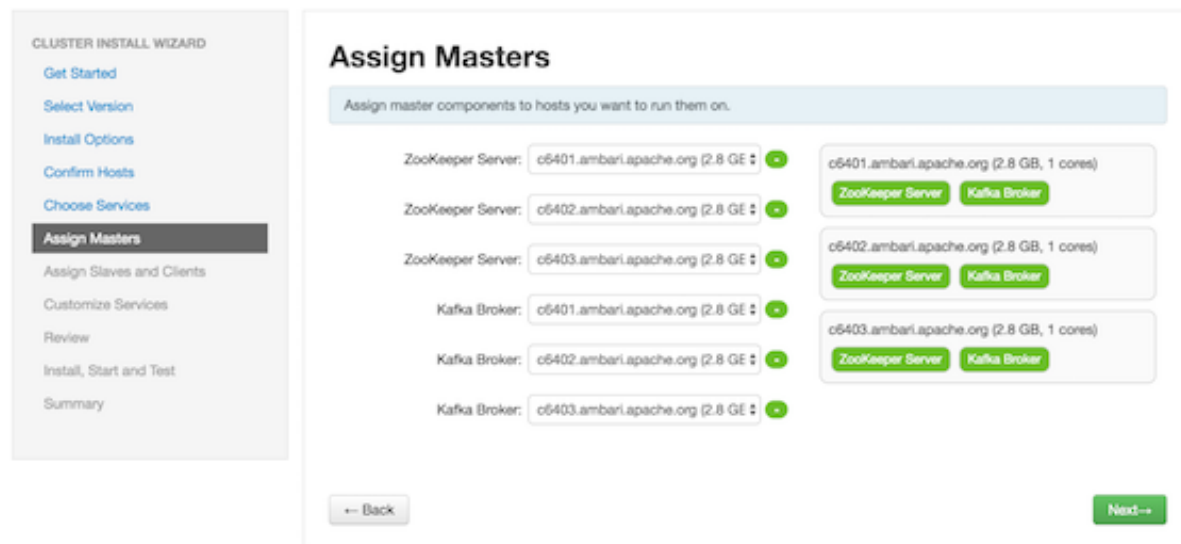 CLUSTER INSTALL WIZARD
Get Started
Select Version
Install Options
Confirm Hosts
Choose Services
Assign Masters
Assign Slaves and Clients
Customize Services
Review
Install, Start and Test
Summary
Assign Masters
Assign master components to hosts you want to run them on.
ZooKeeper Server: c6401.ambari.apache.org (2.8 GE -
ZooKeeper Server: c6402.ambari.apache.org (2.8 GE -
ZooKeeper Server: c6403.ambari.apache.org (2.8 GE -
Kafka Broker: c6401.ambari.apache.org (2.8 GE -
Kafka Broker: c6402.ambari.apache.org (2.8 GE -
Kafka Broker: c6403.ambari.apache.org (2.8 GE -
c6401.ambari.apache.org (2.8 GB, 1 cores)
ZooKeeper Server Kafka Broker
c6402.ambari.apache.org (2.8 GB, 1 cores)
ZooKeeper Server Kafka Broker
c6403.ambari.apache.org (2.8 GB, 1 cores)
ZooKeeper Server Kafka Broker
← Back
Next→